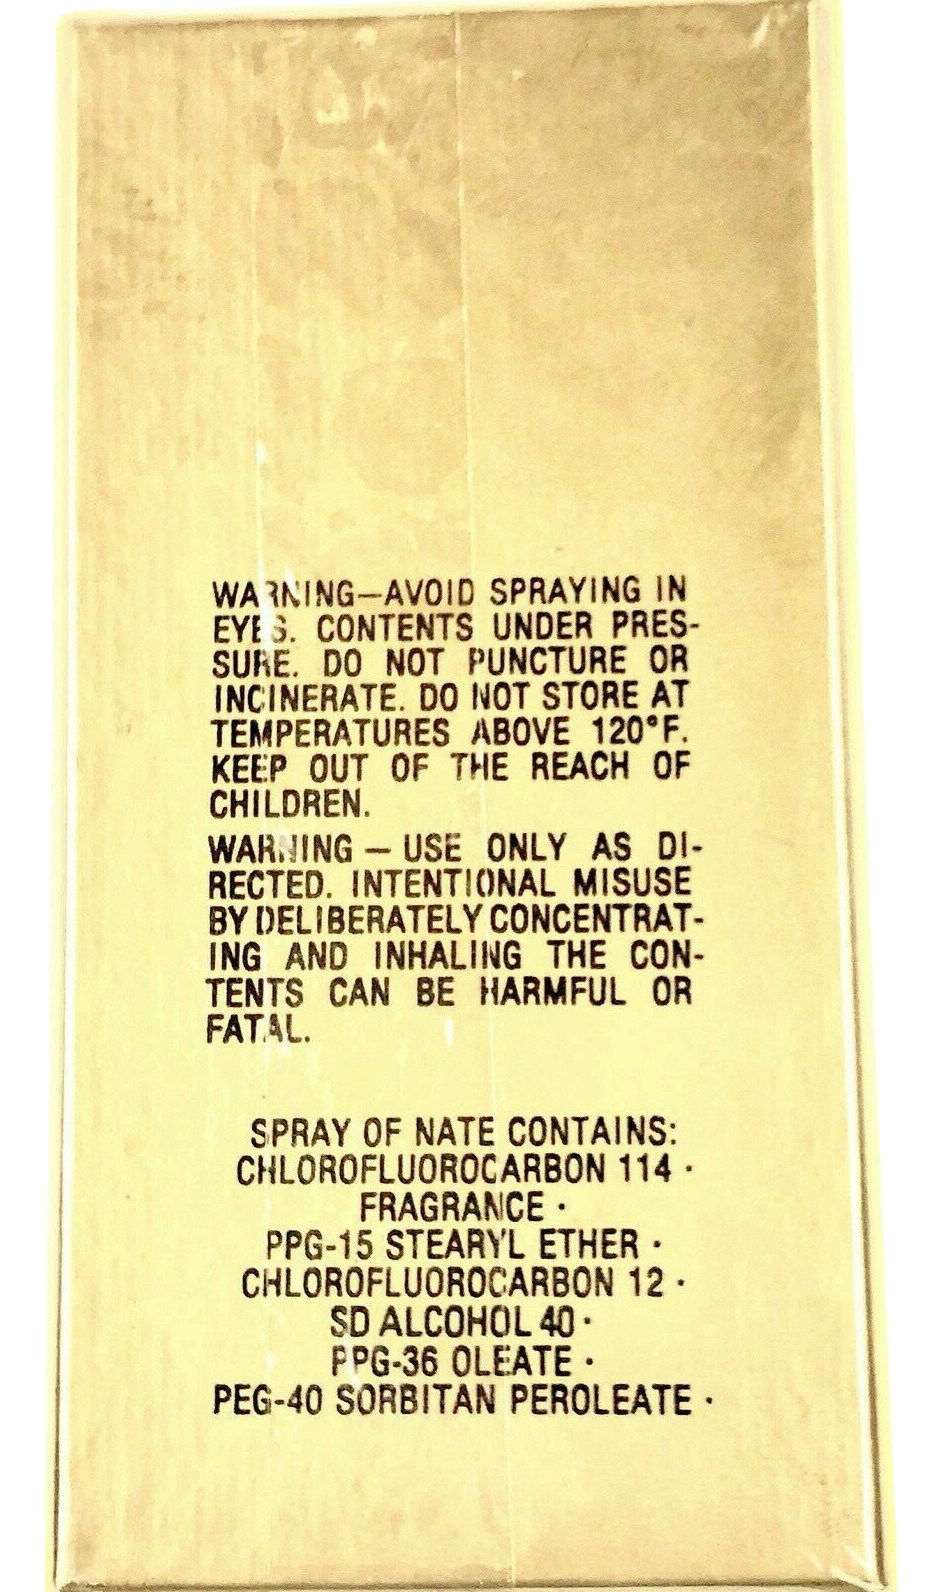 WARNING—AVOID SPRAYING IN
EYES. CONTENTS UNDER PRES-
SURE. DO NOT PUNCTURE OR
INCINERATE. DO NOT STORE AT
TEMPERATURES ABOVE 120°F.
KEEP OUT OF THE REACH OF
CHILDREN.
WARNING — USE ONLY AS DI-
RECTED. INTENTIONAL MISUSE
BY DELIBERATELY CONCENTRAT-
ING AND INHALING THE CON-
TENTS CAN BE HARMFUL OR
FATAL.
SPRAY OF NATE CONTAINS:
CHLOROFLUOROCARBON 114 ·
FRAGRANCE ·
PPG-15 STEARYL ETHER ·
CHLOROFLUOROCARBON 12 ·
SD ALCOHOL 40 ·
PPG-36 OLEATE ·
PEG-40 SORBITAN PEROLEATE ·